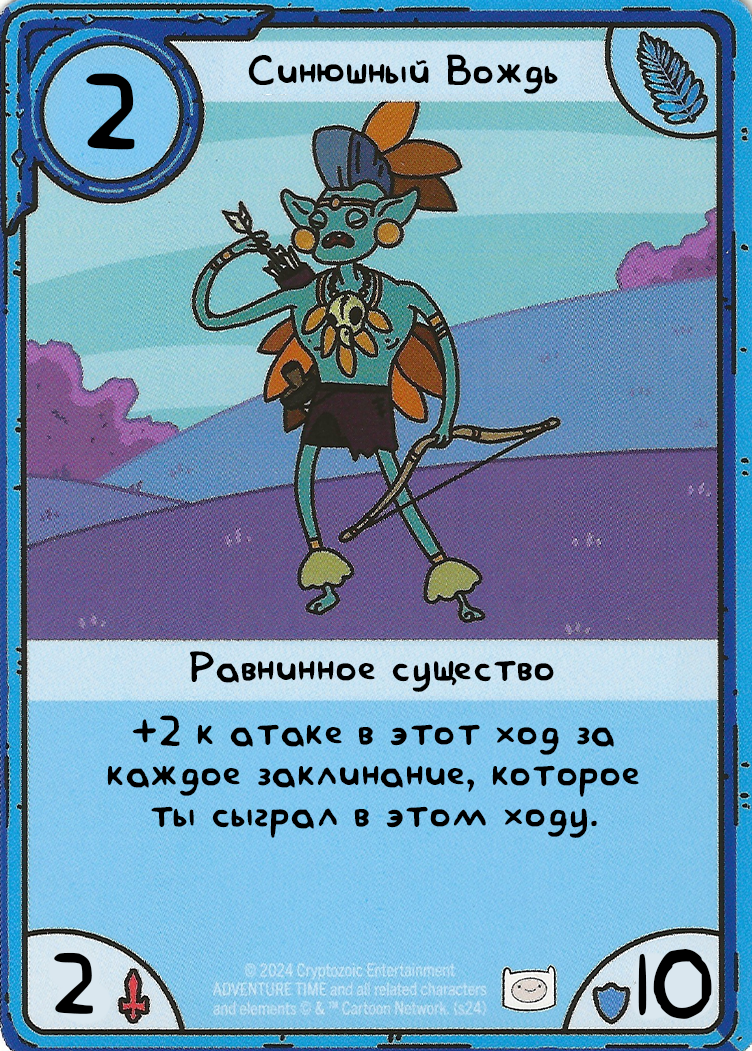 2
Синюшный Вождь
Равнинное существо
+2 к атаке в этот ход за
каждое заклинание, которое
ты сыграл в этом ходу.
2
© 2024 Cryptozoic Entertainment
ADVENTURE TIME and all related characters
and elements © & ™ Cartoon Network. (s24)
10